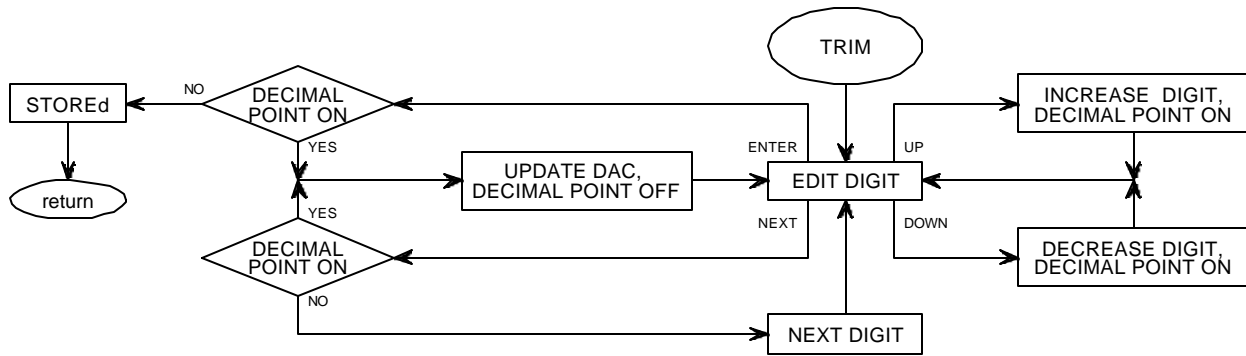 TRIM
NO
STOREd
DECIMAL
POINT ON
INCREASE DIGIT,
DECIMAL POINT ON
YES
ENTER
UP
return
UPDATE DAC,
DECIMAL POINT OFF
EDIT DIGIT
YES
NEXT
DOWN
DECIMAL
POINT ON
DECREASE DIGIT,
DECIMAL POINT ON
NO
NEXT DIGIT